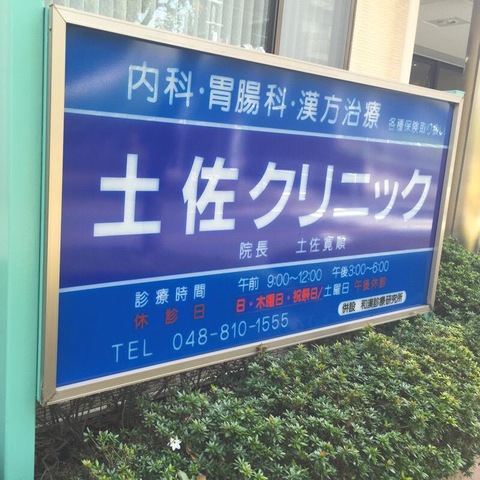 内科・胃腸科・漢方治療 各種保険取り扱い
土佐クリニック
院長 土佐寛順
診療時間 午前 9:00~12:00 午後3:00~6:00
休診日 日・木曜日・祝祭日/土曜日 午後休診
TEL 048-810-1555 併設 和漢診療研究所